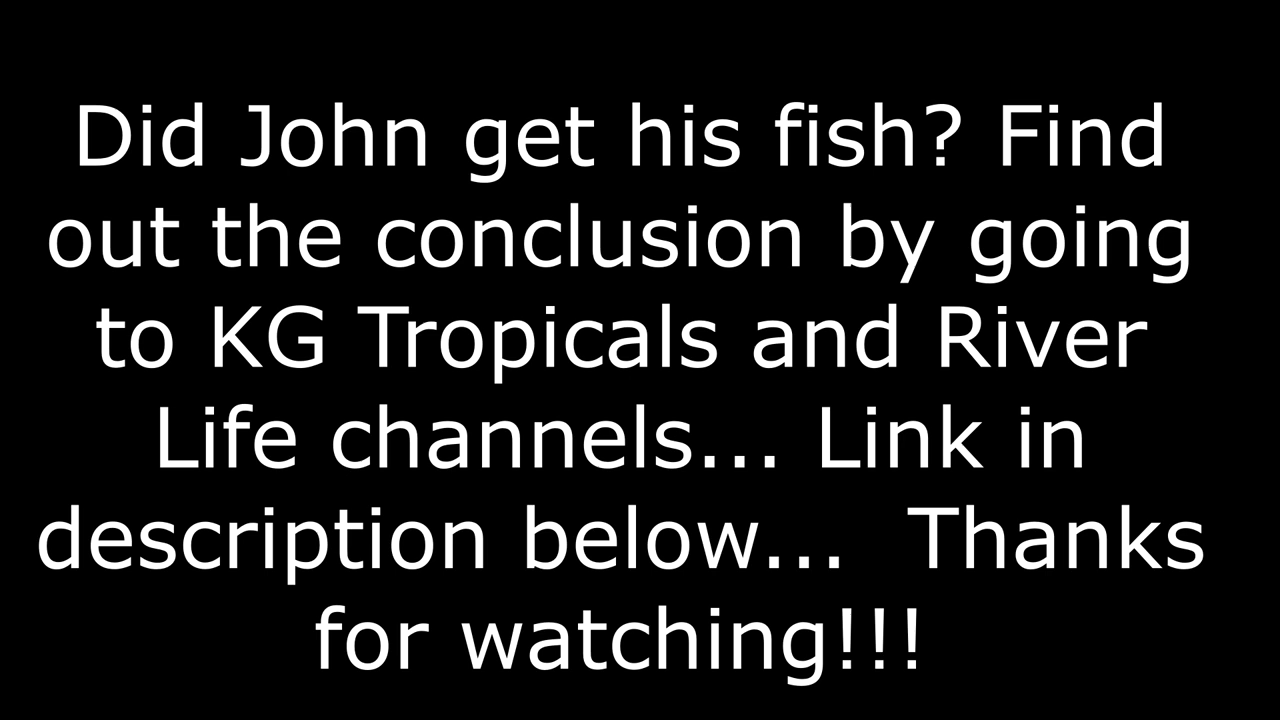 Did John get his fish? Find
out the conclusion by going
to KG Tropicals and River
Life channels... Link in
description below...  Thanks
for watching!!!